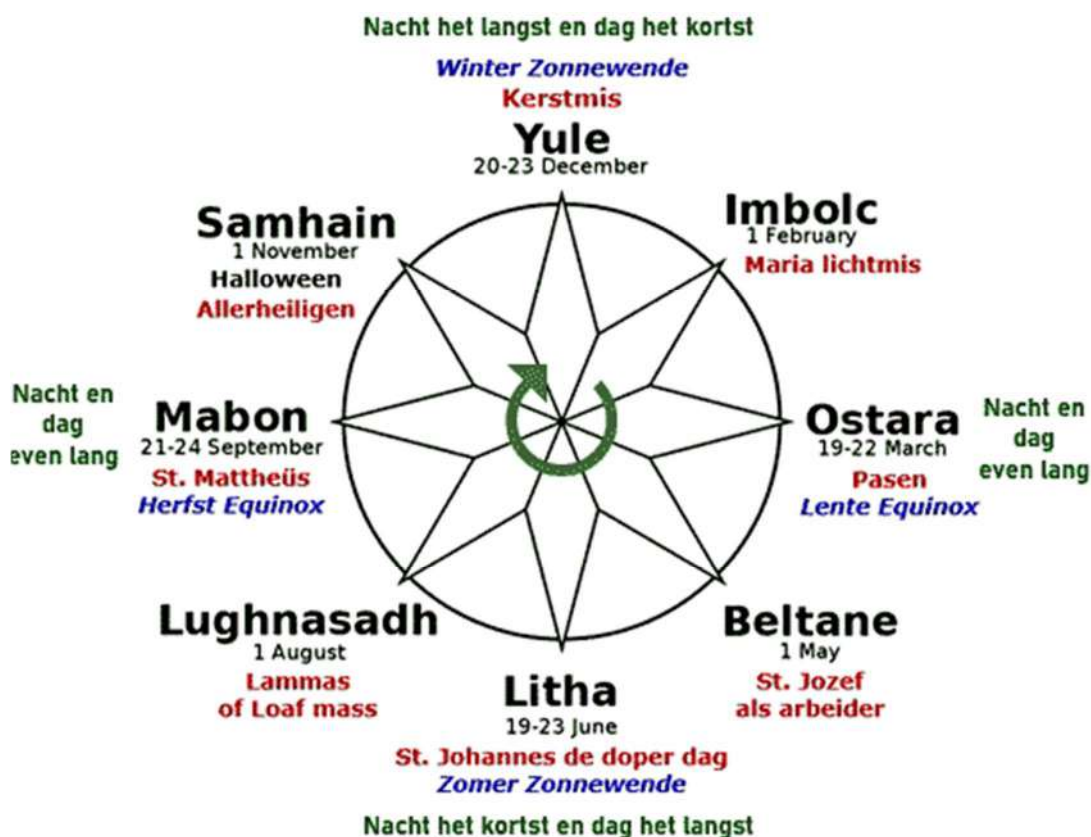 Nacht het langst en dag het kortst
Winter Zonnewende
Kerstmis
Yule
20-23 December
Imbolc
1 February
Maria lichtmis
Samhain
1 November
Halloween
Allerheiligen
Nacht en
dag
even lang
Mabon
21-24 September
St. Mattheüs
Herfst Equinox
Ostara
19-22 March
Pasen
Lente Equinox
Nacht en
dag
even lang
Lughnasadh
1 August
Lammas
of Loaf mass
Beltane
1 May
St. Jozef
als arbeider
Litha
19-23 June
St. Johannes de doper dag
Zomer Zonnewende
Nacht het kortst en dag het langst